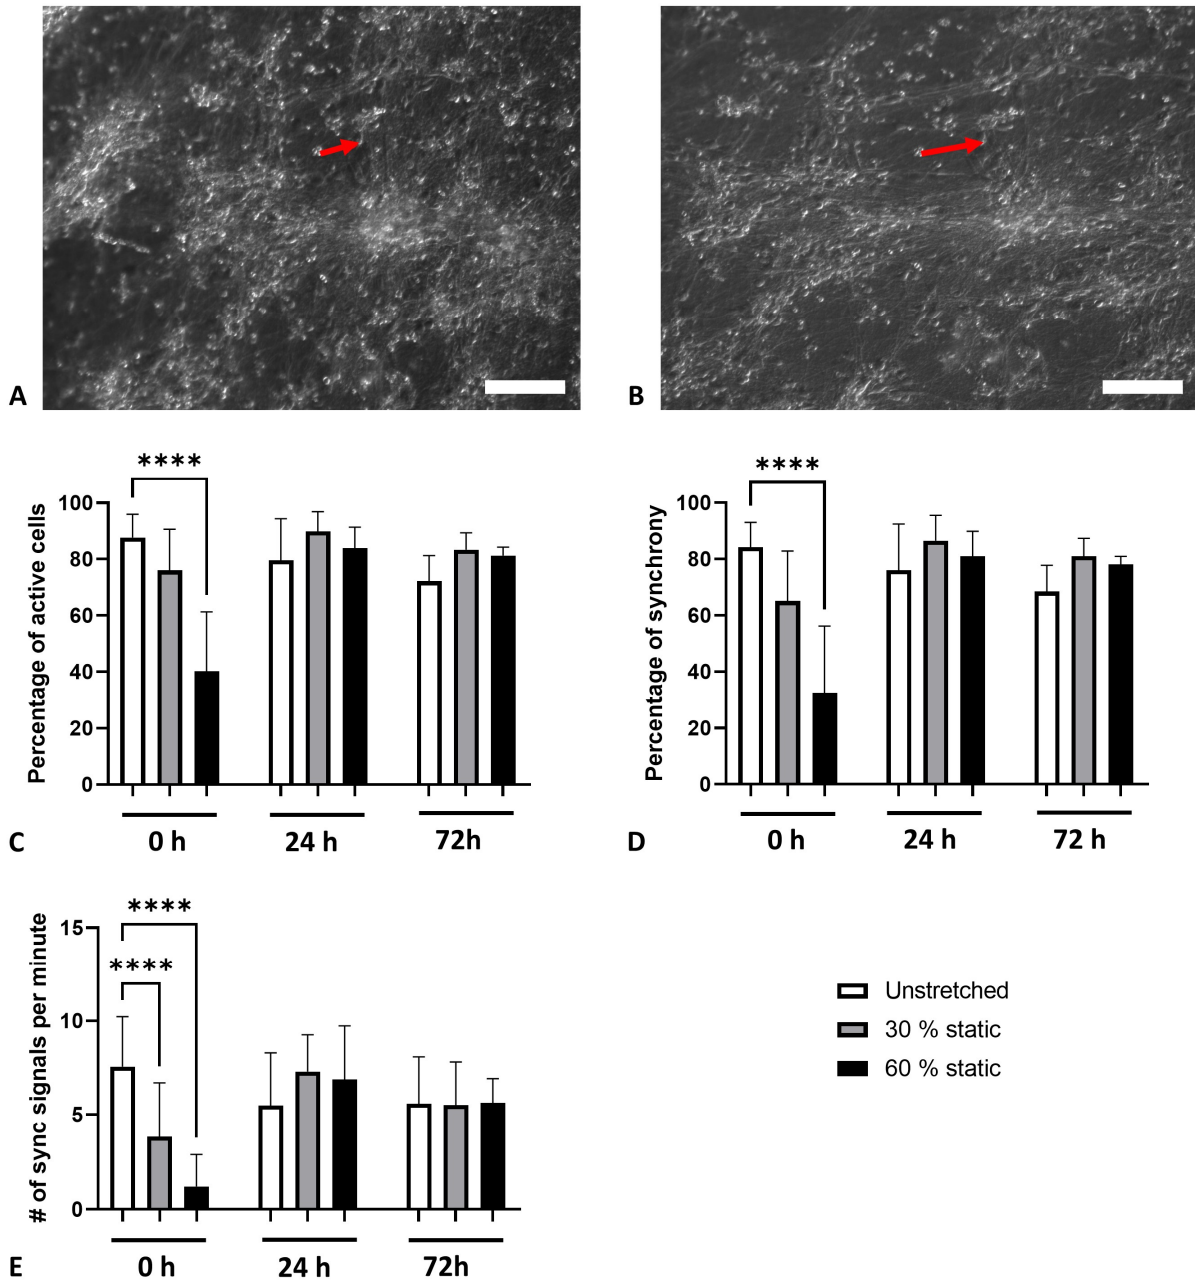 A
B
****
Percentage of active cells
100
80
60
40
20
0
0 h
24 h
72h
C
****
Percentage of synchrony
100
80
60
40
20
0
0 h
24 h
72 h
D
****
****
# of sync signals per minute
15
10
5
0
0 h
24 h
72h
E
Unstretched
30 % static
60 % static